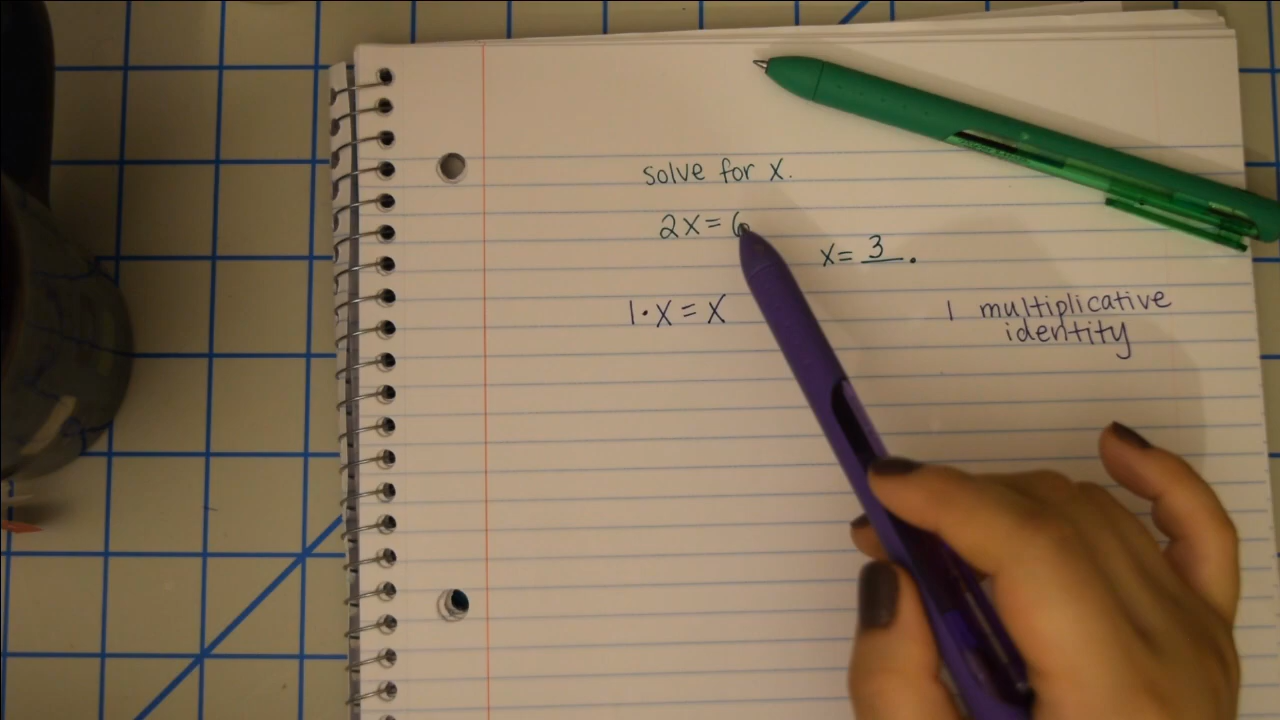 solve for x.
2x = 6
x = 3.
1·x = x
1 multiplicative
identity